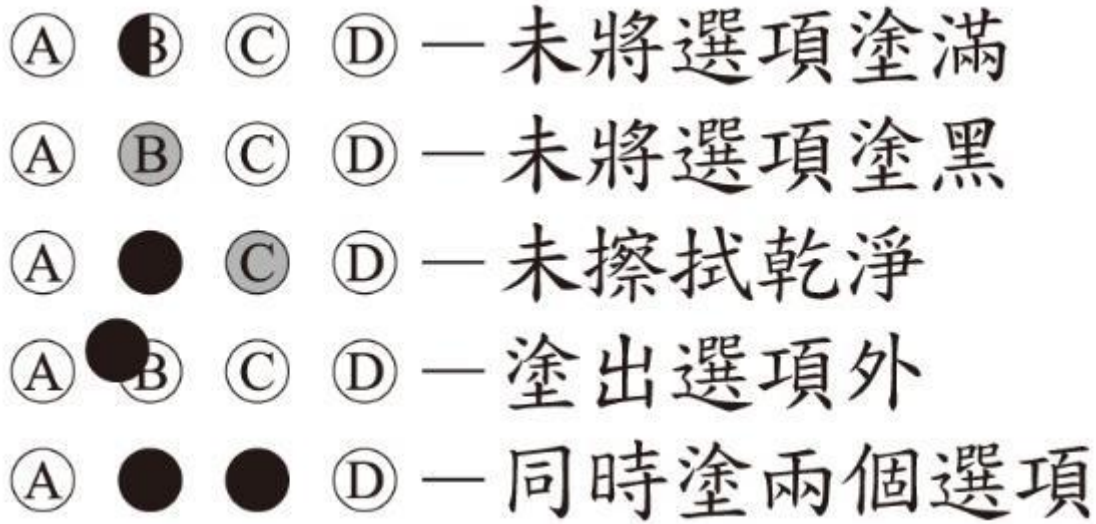 Ⓐ Ⓑ Ⓒ Ⓓ — 未將選項塗滿
Ⓐ Ⓑ Ⓒ Ⓓ — 未將選項塗黑
Ⓐ ● Ⓒ Ⓓ — 未擦拭乾淨
Ⓐ Ⓑ Ⓒ Ⓓ — 塗出選項外
Ⓐ ● ● Ⓓ — 同時塗兩個選項